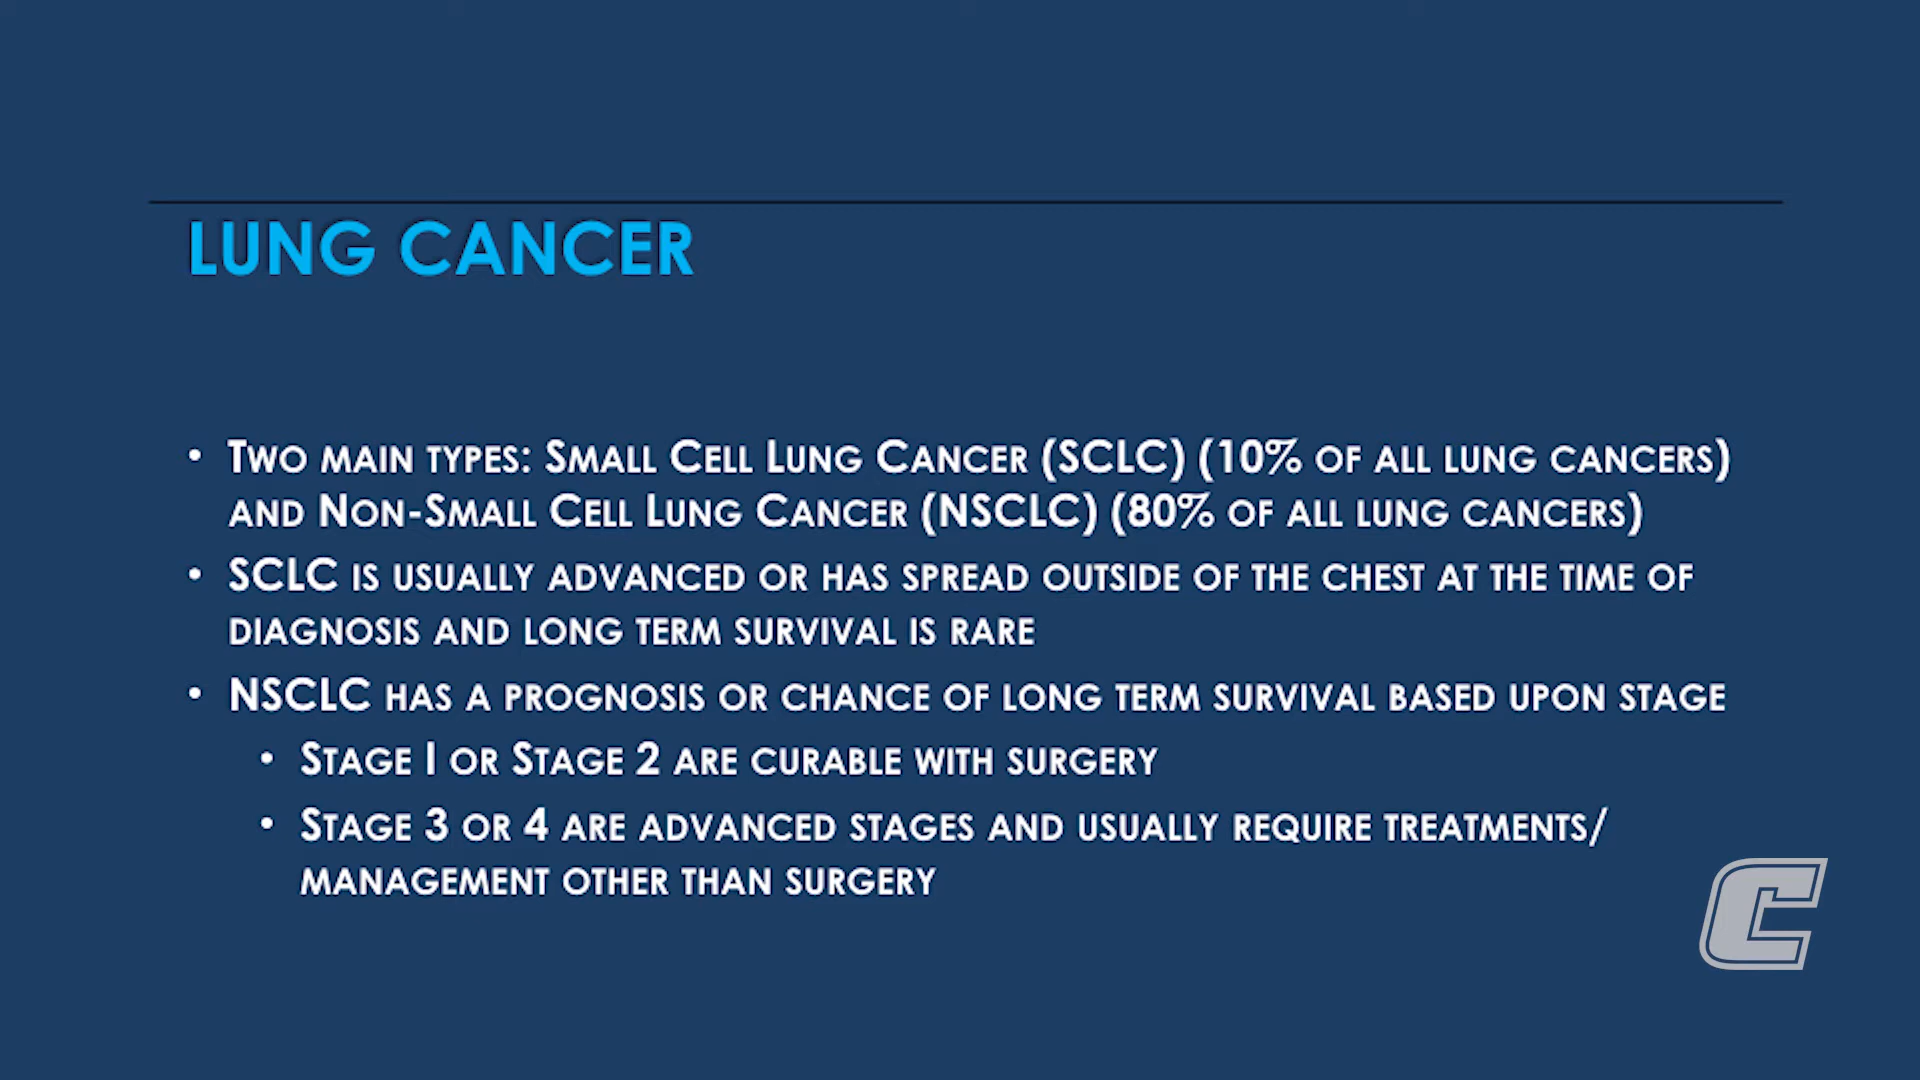 LUNG CANCER
• TWO MAIN TYPES: SMALL CELL LUNG CANCER (SCLC) (10% OF ALL LUNG CANCERS)
AND NON-SMALL CELL LUNG CANCER (NSCLC) (80% OF ALL LUNG CANCERS)
• SCLC IS USUALLY ADVANCED OR HAS SPREAD OUTSIDE OF THE CHEST AT THE TIME OF
DIAGNOSIS AND LONG TERM SURVIVAL IS RARE
• NSCLC HAS A PROGNOSIS OR CHANCE OF LONG TERM SURVIVAL BASED UPON STAGE
• STAGE I OR STAGE 2 ARE CURABLE WITH SURGERY
• STAGE 3 OR 4 ARE ADVANCED STAGES AND USUALLY REQUIRE TREATMENTS/
MANAGEMENT OTHER THAN SURGERY
C